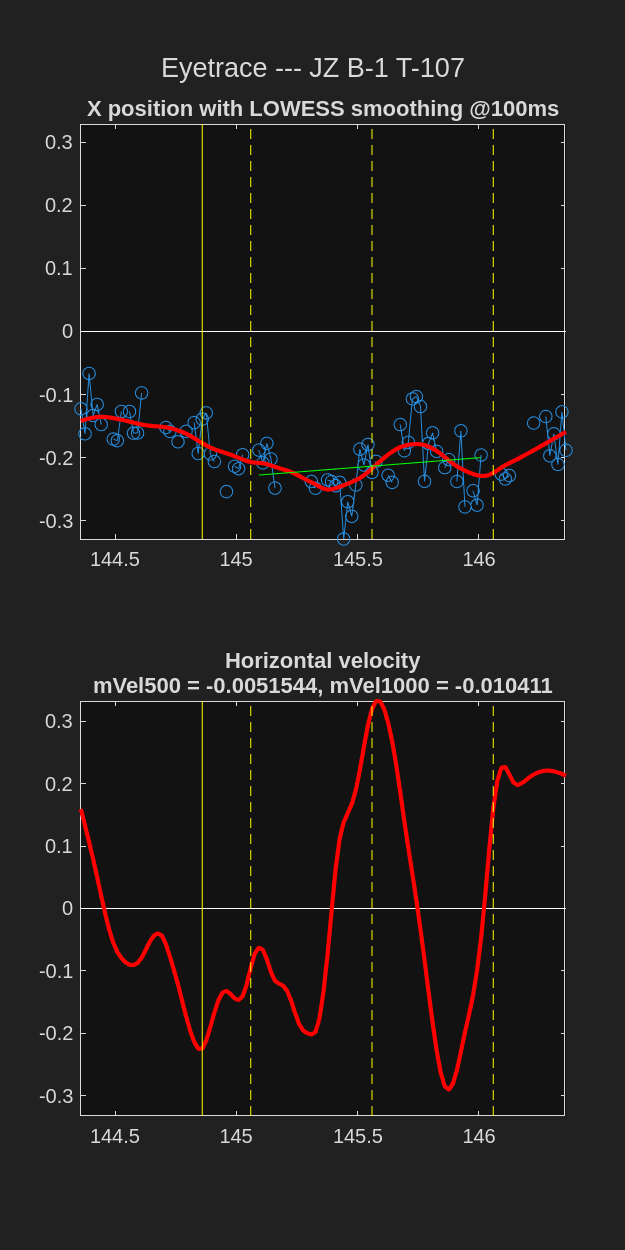 Eyetrace --- JZ B-1 T-107
X position with LOWESS smoothing @100ms
0.3
0.2
0.1
0
-0.1
-0.2
-0.3
144.5 145 145.5 146
Horizontal velocity
mVel500 = -0.0051544, mVel1000 = -0.010411
0.3
0.2
0.1
0
-0.1
-0.2
-0.3
144.5 145 145.5 146